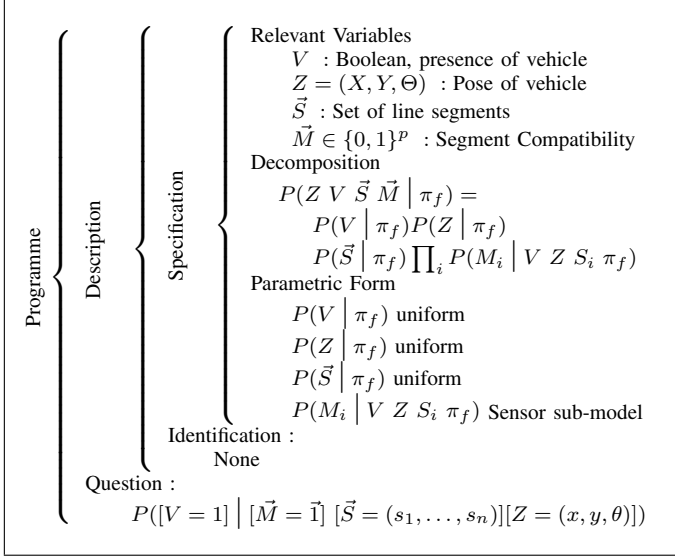 Programme
Description
Specification
Relevant Variables
V : Boolean, presence of vehicle
Z = (X, Y, Θ) : Pose of vehicle
S⃗ : Set of line segments
M⃗ ∈ {0, 1}^p : Segment Compatibility
Decomposition
P(Z V S⃗ M⃗ | π_f) =
P(V | π_f)P(Z | π_f)
P(S⃗ | π_f) ∏_i P(M_i | V Z S_i π_f)
Parametric Form
P(V | π_f) uniform
P(Z | π_f) uniform
P(S⃗ | π_f) uniform
P(M_i | V Z S_i π_f) Sensor sub-model
Identification :
None
Question :
P([V = 1] | [M⃗ = 1⃗] [S⃗ = (s_1, . . . , s_n)][Z = (x, y, θ)])